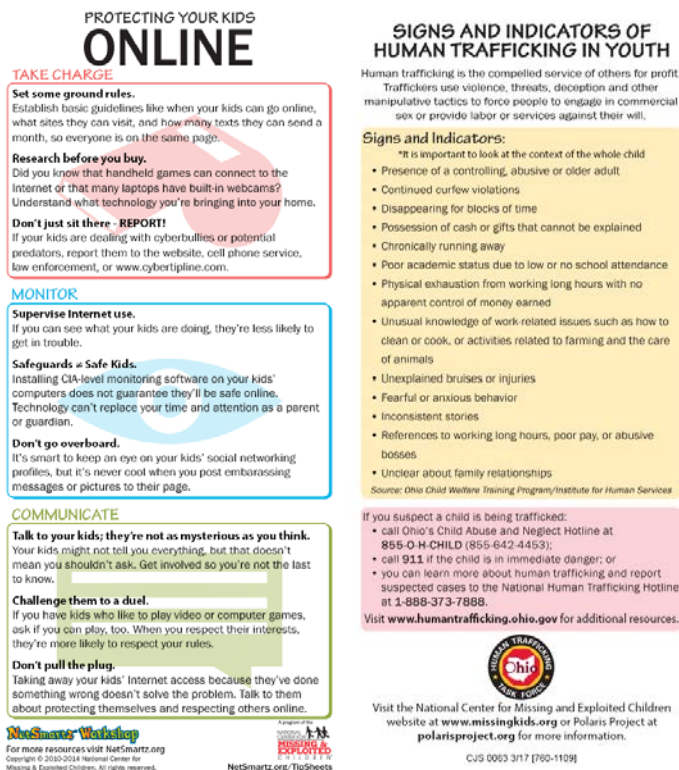 PROTECTING YOUR KIDS
ONLINE
TAKE CHARGE
Set some ground rules.
Establish basic guidelines like when your kids can go online,
what sites they can visit, and how many texts they can send a
month, so everyone is on the same page.
Research before you buy.
Did you know that handheld games can connect to the
Internet or that many laptops have built-in webcams?
Understand what technology you're bringing into your home.
Don't just sit there - REPORT!
If your kids are dealing with cyberbullies or potential
predators, report them to the website, cell phone service,
law enforcement, or www.cybertipline.com.
MONITOR
Supervise Internet use.
If you can see what your kids are doing, they're less likely to
get in trouble.
Safeguards ≠ Safe Kids.
Installing CIA-level monitoring software on your kids'
computers does not guarantee they'll be safe online.
Technology can't replace your time and attention as a parent
or guardian.
Don't go overboard.
It's smart to keep an eye on your kids' social networking
profiles, but it's never cool when you post embarassing
messages or pictures to their page.
COMMUNICATE
Talk to your kids; they're not as mysterious as you think.
Your kids might not tell you everything, but that doesn't
mean you shouldn't ask. Get involved so you're not the last
to know.
Challenge them to a duel.
If you have kids who like to play video or computer games,
ask if you can play, too. When you respect their interests,
they're more likely to respect your rules.
Don't pull the plug.
Taking away your kids' Internet access because they've done
something wrong doesn't solve the problem. Talk to them
about protecting themselves and respecting others online.
NetSmartz Workshop
For more resources visit NetSmartz.org
Copyright © 2010-2014 National Center for
Missing & Exploited Children. All rights reserved.
A program of the
NATIONAL
CENTER FOR
MISSING &
EXPLOITED
CHILDREN
NetSmartz.org/TipSheets
SIGNS AND INDICATORS OF
HUMAN TRAFFICKING IN YOUTH
Human trafficking is the compelled service of others for profit.
Traffickers use violence, threats, deception and other
manipulative tactics to force people to engage in commercial
sex or provide labor or services against their will.
Signs and Indicators:
*It is important to look at the context of the whole child
• Presence of a controlling, abusive or older adult
• Continued curfew violations
• Disappearing for blocks of time
• Possession of cash or gifts that cannot be explained
• Chronically running away
• Poor academic status due to low or no school attendance
• Physical exhaustion from working long hours with no
apparent control of money earned
• Unusual knowledge of work-related issues such as how to
clean or cook, or activities related to farming and the care
of animals
• Unexplained bruises or injuries
• Fearful or anxious behavior
• Inconsistent stories
• References to working long hours, poor pay, or abusive
bosses
• Unclear about family relationships
Source: Ohio Child Welfare Training Program/Institute for Human Services
If you suspect a child is being trafficked:
• call Ohio's Child Abuse and Neglect Hotline at
855-O-H-CHILD (855-642-4453);
• call 911 if the child is in immediate danger; or
• you can learn more about human trafficking and report
suspected cases to the National Human Trafficking Hotline
at 1-888-373-7888.
Visit www.humantrafficking.ohio.gov for additional resources.
HUMAN TRAFFICKING
Ohio
TASK FORCE
Visit the National Center for Missing and Exploited Children
website at www.missingkids.org or Polaris Project at
polarisproject.org for more information.
CJS 0063 3/17 [760-1109]